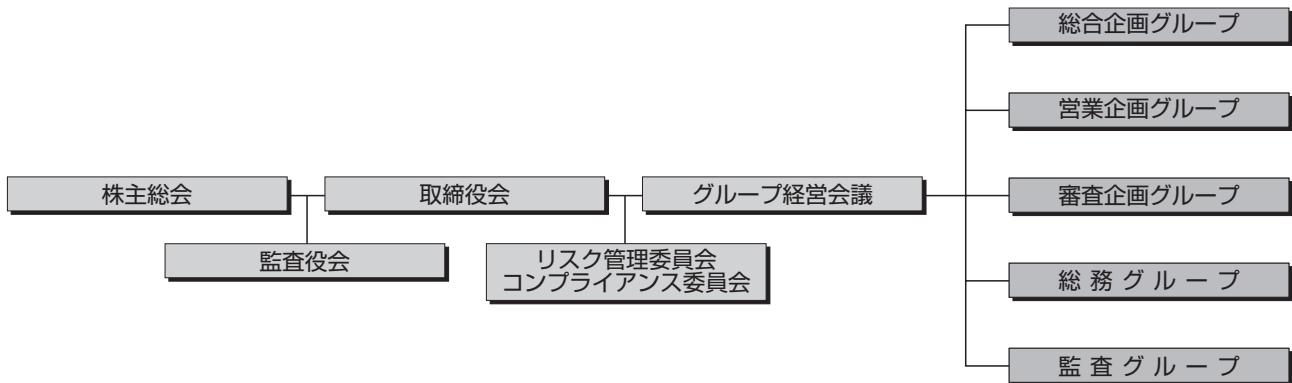 株主総会
監査役会
取締役会
リスク管理委員会
コンプライアンス委員会
グループ経営会議
総合企画グループ
営業企画グループ
審査企画グループ
総務グループ
監査グループ